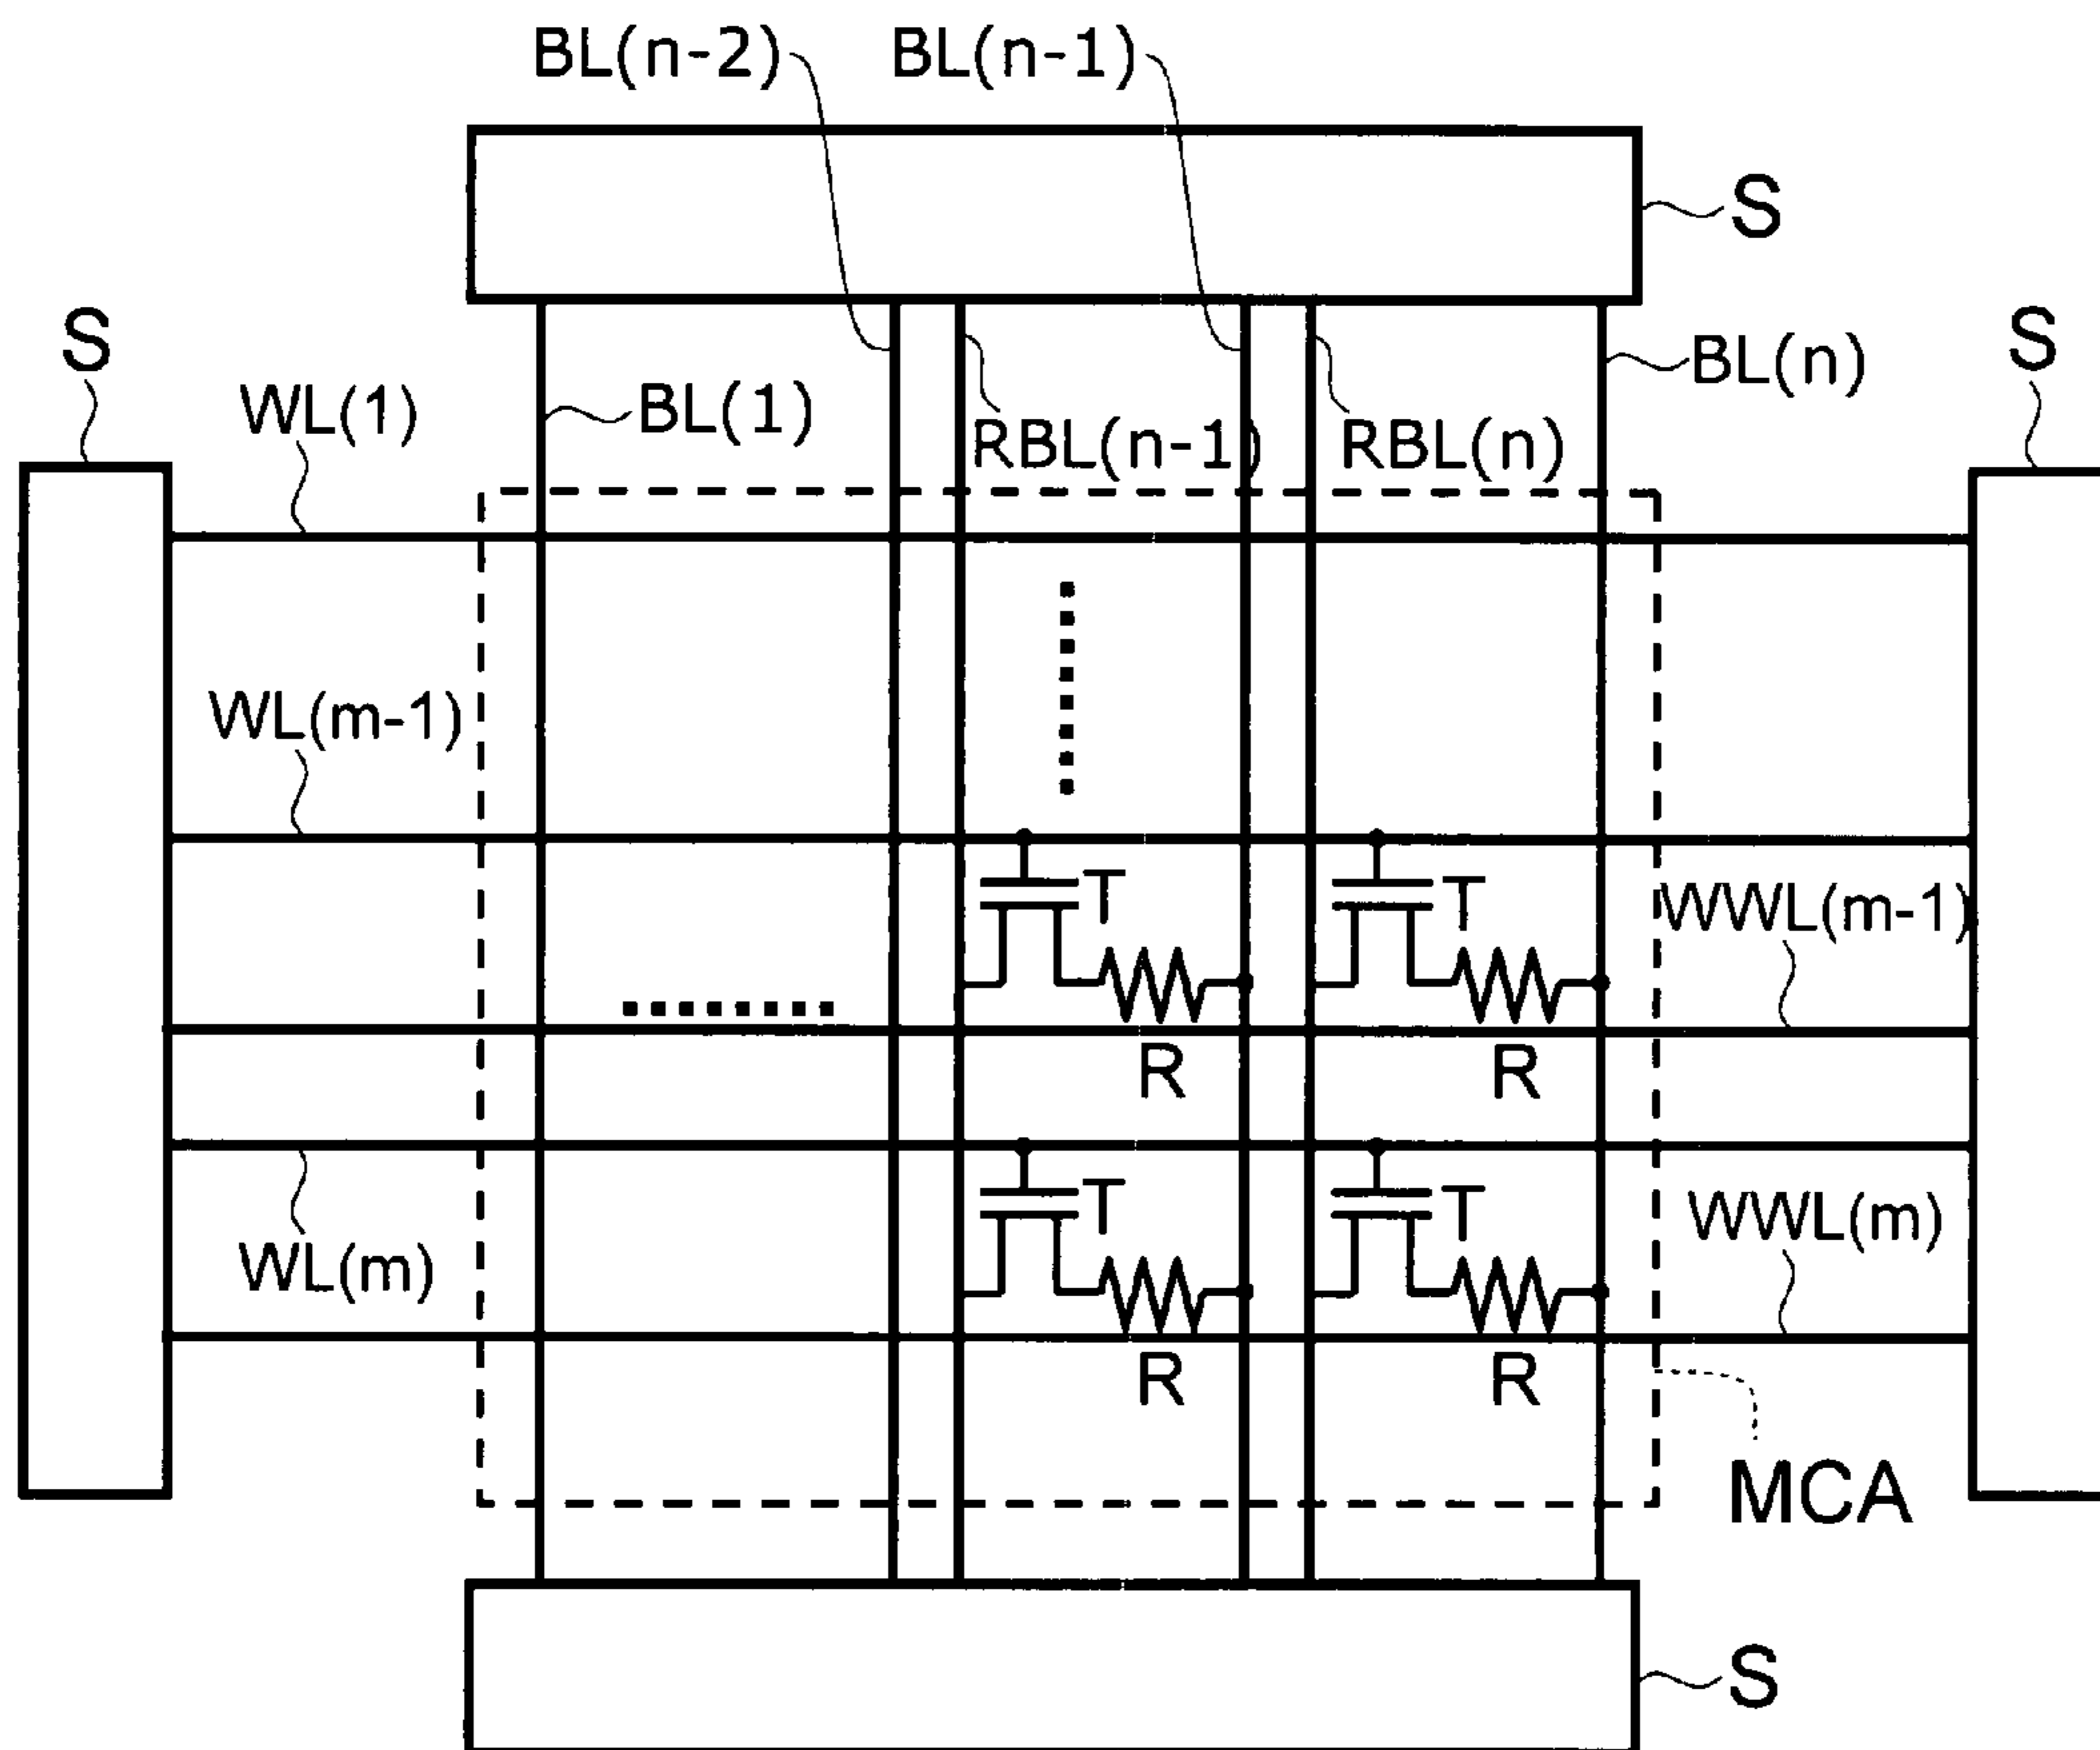 BL(n-2) BL(n-1)
S
S
S
BL(n)
WL(1)
BL(1)
RBL(n-1)
RBL(n)
WL(m-1)
T
T
WWL(m-1)
R
R
T
T
WWL(m)
WL(m)
R
R
MCA
S